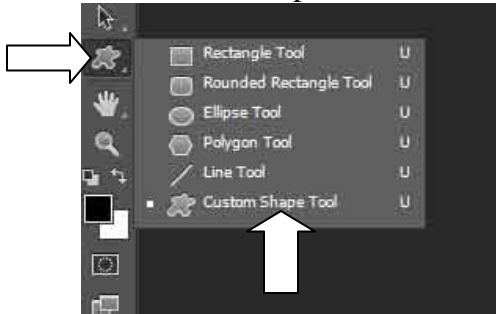 Rectangle Tool U
Rounded Rectangle Tool U
Ellipse Tool U
Polygon Tool U
Line Tool U
Custom Shape Tool U